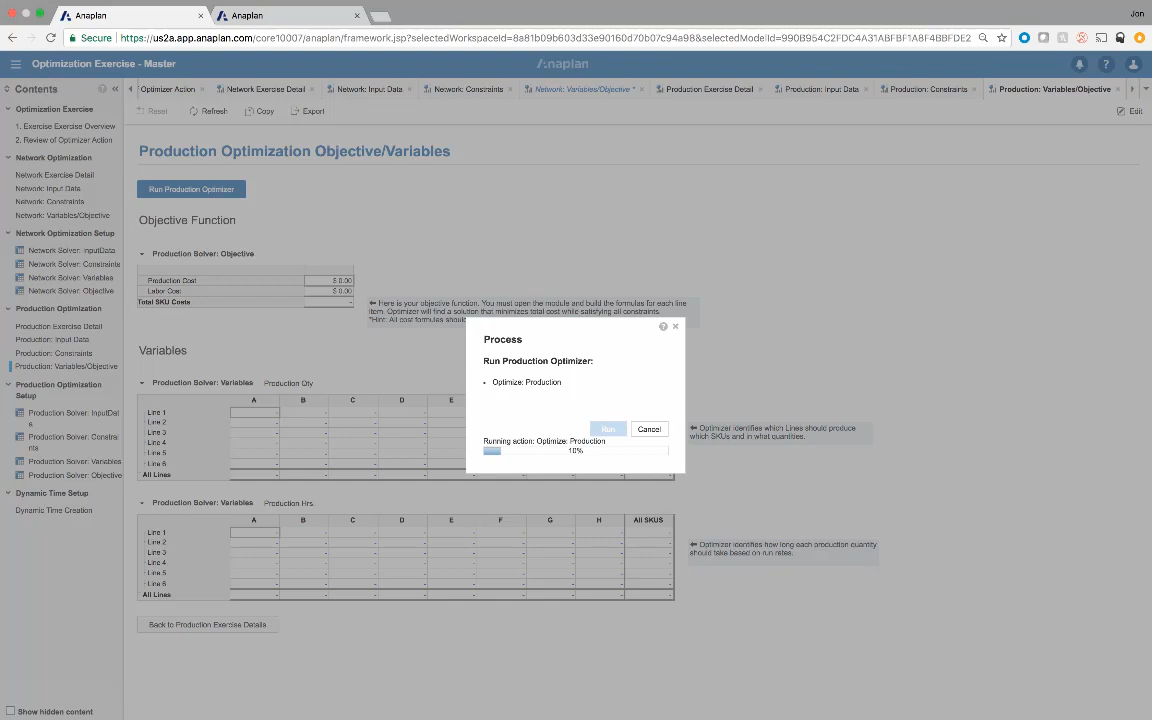 Anaplan
Anaplan
Jon
Secure https://us2a.app.anaplan.com/core10007/anaplan/framework.jsp?selectedWorkspaceId=8a81b09b603d33e90160d70b07c94a98&selectedModelId=990B954C2FDC4A31ABFBF1A8F4BBFDE2
Optimization Exercise - Master
Anaplan
Contents
Optimizer Action
Network Exercise Detail
Network: Input Data
Network: Constraints
Network: Variables/Objective *
Production Exercise Detail
Production: Input Data
Production: Constraints
Production: Variables/Objective
Reset
Refresh
Copy
Export
Edit
Optimization Exercise
1. Exercise Exercise Overview
2. Review of Optimizer Action
Network Optimization
Network Exercise Detail
Network: Input Data
Network: Constraints
Network: Variables/Objective
Network Optimization Setup
Network Solver: InputData
Network Solver: Constraints
Network Solver: Variables
Network Solver: Objective
Production Optimization
Production Exercise Detail
Production: Input Data
Production: Constraints
Production: Variables/Objective
Production Optimization
Setup
Production Solver: InputDat
a
Production Solver: Constrai
nts
Production Solver: Variables
Production Solver: Objective
Dynamic Time Setup
Dynamic Time Creation
Show hidden content
Production Optimization Objective/Variables
Run Production Optimizer
Objective Function
Production Solver: Objective
Production Cost $ 0.00
Labor Cost $ 0.00
Total SKU Costs -
⬅ Here is your objective function. You must open the module and build the formulas for each line
item. Optimizer will find a solution that minimizes total cost while satisfying all constraints.
*Hint: All cost formulas should
Variables
Production Solver: Variables Production Qty
A B C D E
Line 1 - - - - -
Line 2 - - - - -
Line 3 - - - - -
Line 4 - - - - -
Line 5 - - - - -
Line 6 - - - - -
All Lines - - - - - - - - -
⬅ Optimizer identifies which Lines should produce
which SKUs and in what quantities.
Production Solver: Variables Production Hrs.
A B C D E F G H All SKUS
Line 1 - - - - - - - - -
Line 2 - - - - - - - - -
Line 3 - - - - - - - - -
Line 4 - - - - - - - - -
Line 5 - - - - - - - - -
Line 6 - - - - - - - - -
All Lines - - - - - - - - -
⬅ Optimizer identifies how long each production quantity
should take based on run rates.
Back to Production Exercise Details
Process
Run Production Optimizer:
• Optimize: Production
Run
Cancel
Running action: Optimize: Production
10%